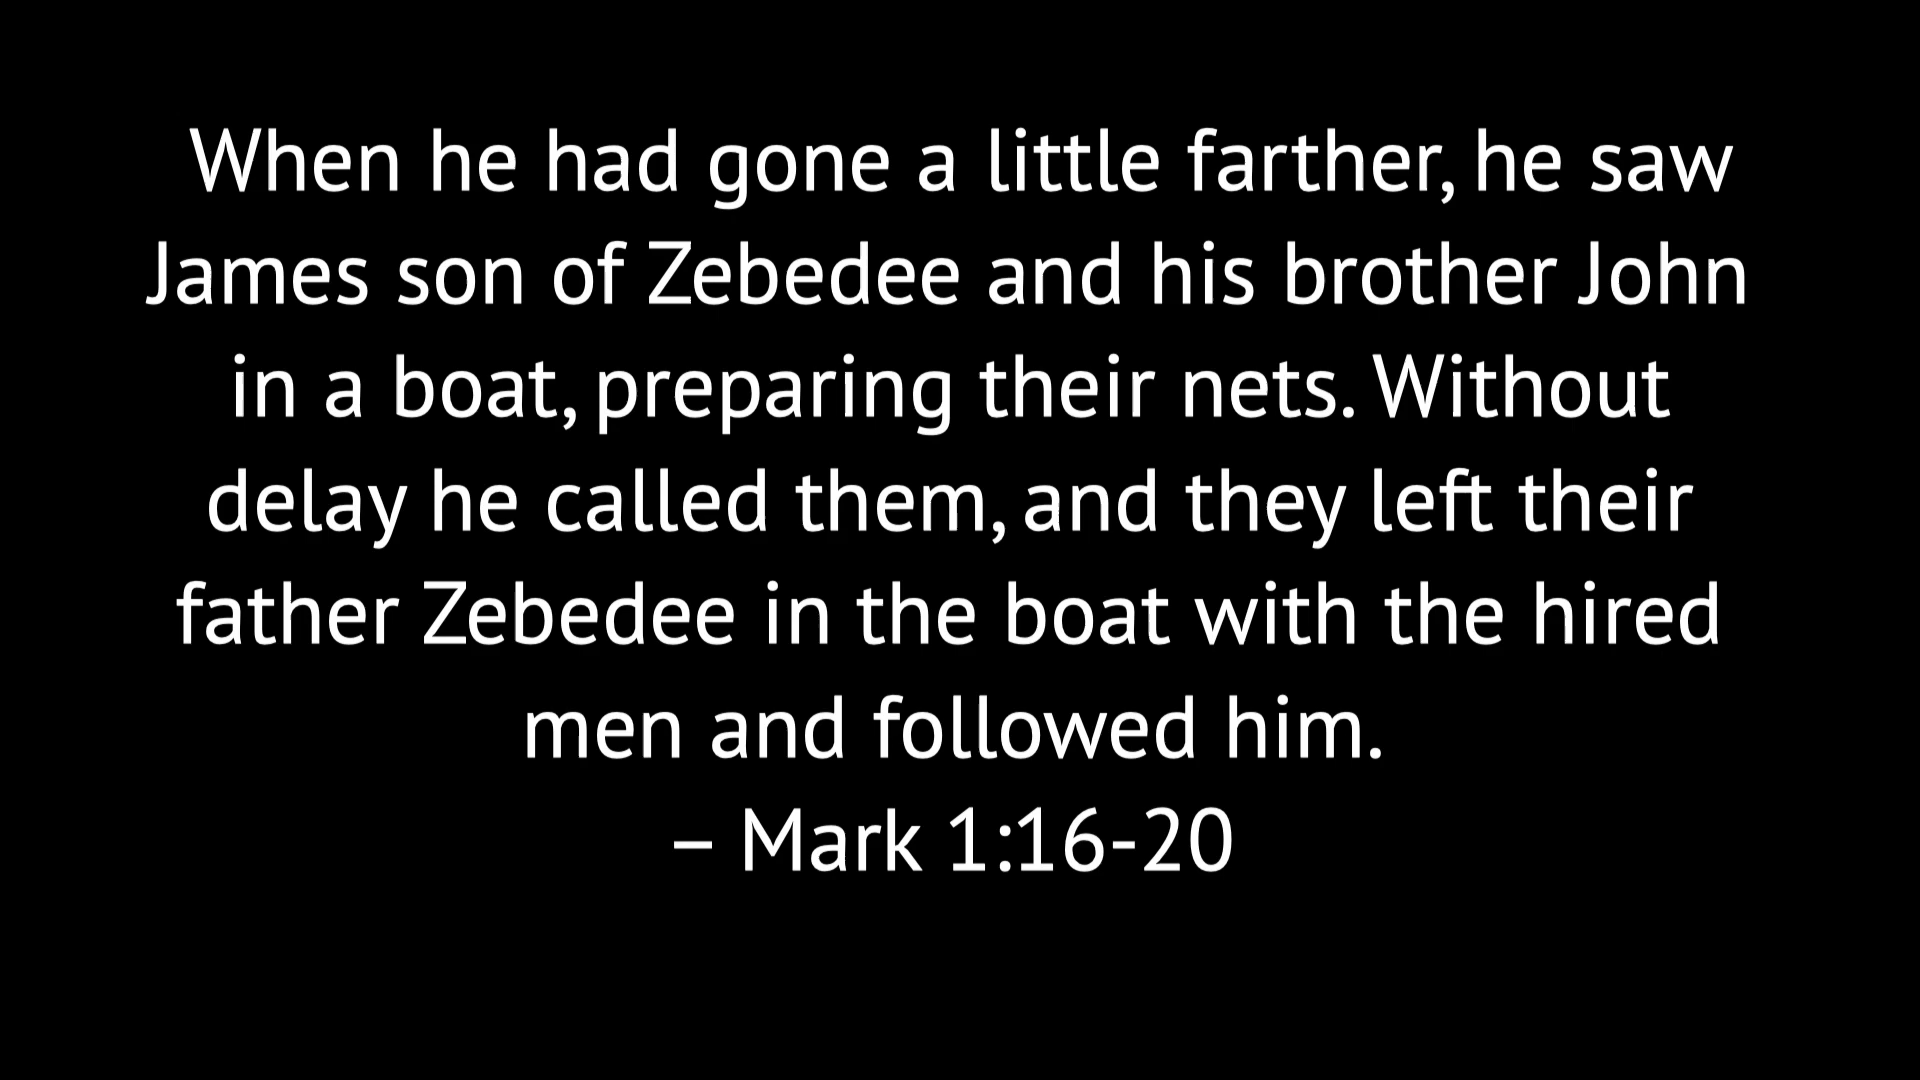 When he had gone a little farther, he saw
James son of Zebedee and his brother John
in a boat, preparing their nets. Without
delay he called them, and they left their
father Zebedee in the boat with the hired
men and followed him.
– Mark 1:16-20